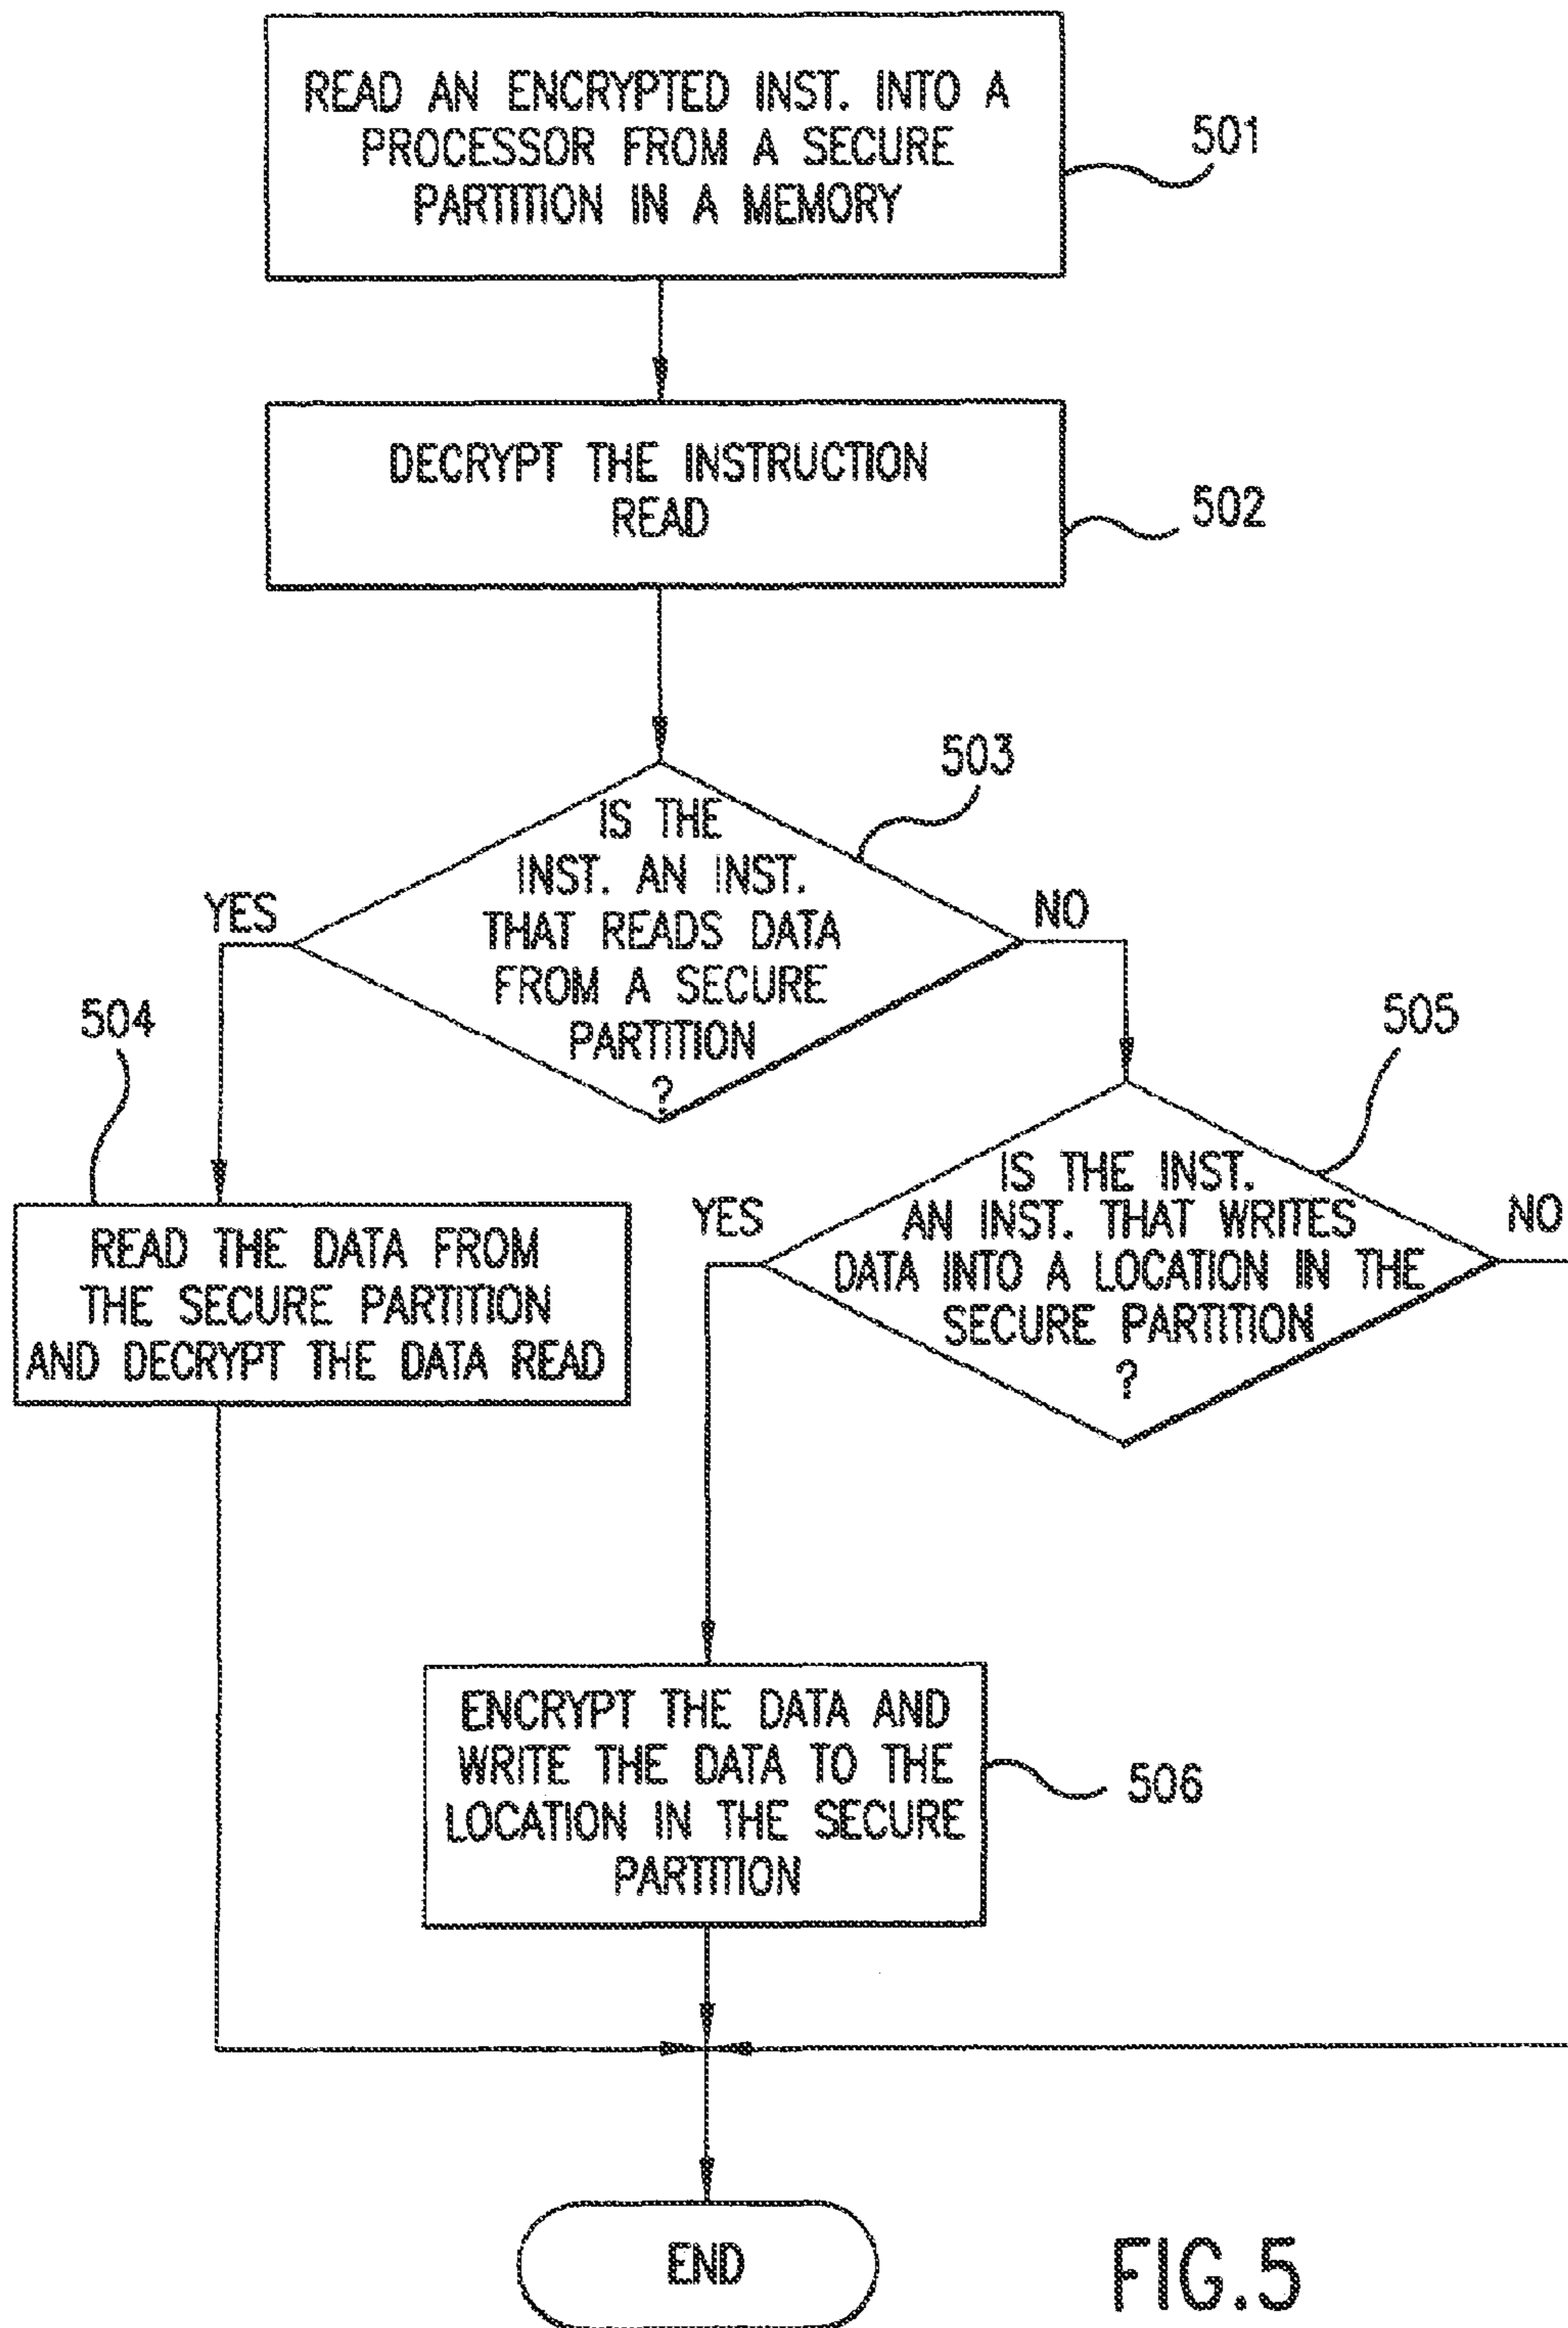 READ AN ENCRYPTED INST. INTO A
PROCESSOR FROM A SECURE
PARTITION IN A MEMORY
501
DECRYPT THE INSTRUCTION
READ
502
503
IS THE
INST. AN INST.
THAT READS DATA
FROM A SECURE
PARTITION
?
YES
NO
504
READ THE DATA FROM
THE SECURE PARTITION
AND DECRYPT THE DATA READ
505
IS THE INST.
AN INST. THAT WRITES
DATA INTO A LOCATION IN THE
SECURE PARTITION
?
YES
NO
ENCRYPT THE DATA AND
WRITE THE DATA TO THE
LOCATION IN THE SECURE
PARTITION
506
END
FIG.5